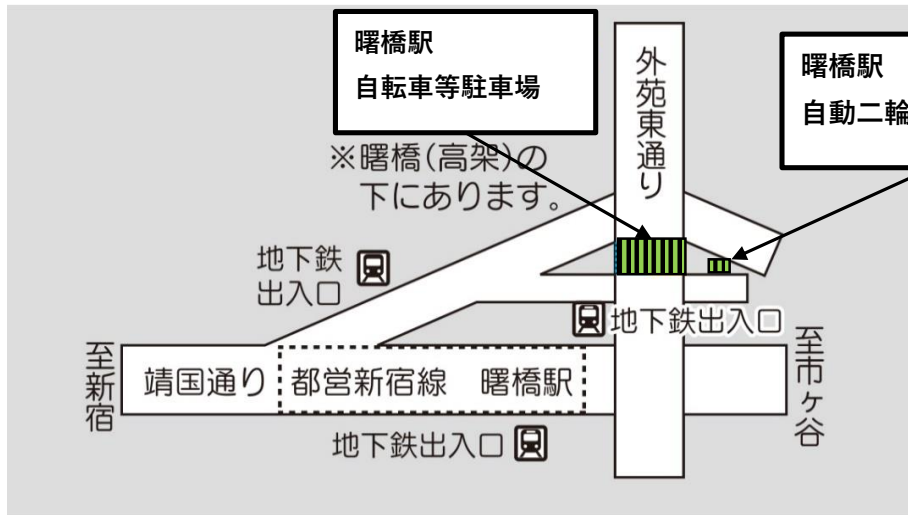 曙橋駅
自転車等駐車場
曙橋駅
自動二輪
外苑東通り
※曙橋(高架)の
下にあります。
地下鉄
出入口
地下鉄出入口
至新宿
靖国通り
都営新宿線 曙橋駅
至市ヶ谷
地下鉄出入口